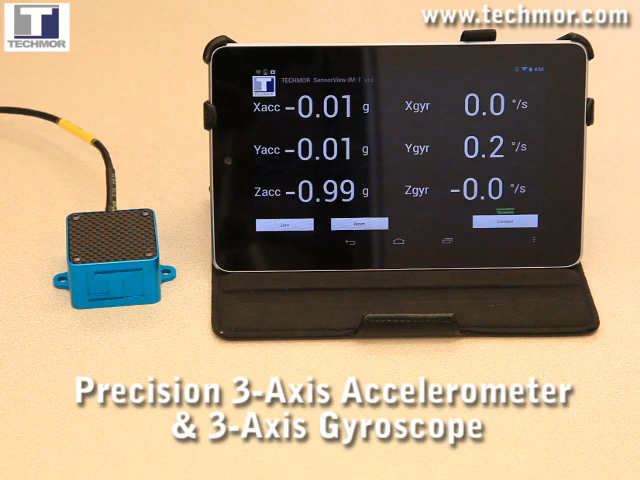 TECHMOR
www.techmor.com
TECHMOR SensorView IM-1
Xacc -0.01 g Xgyr 0.0 °/s
Yacc -0.01 g Ygyr 0.2 °/s
Zacc -0.99 g Zgyr -0.0 °/s
Zero Reset Connect
Precision 3-Axis Accelerometer
& 3-Axis Gyroscope